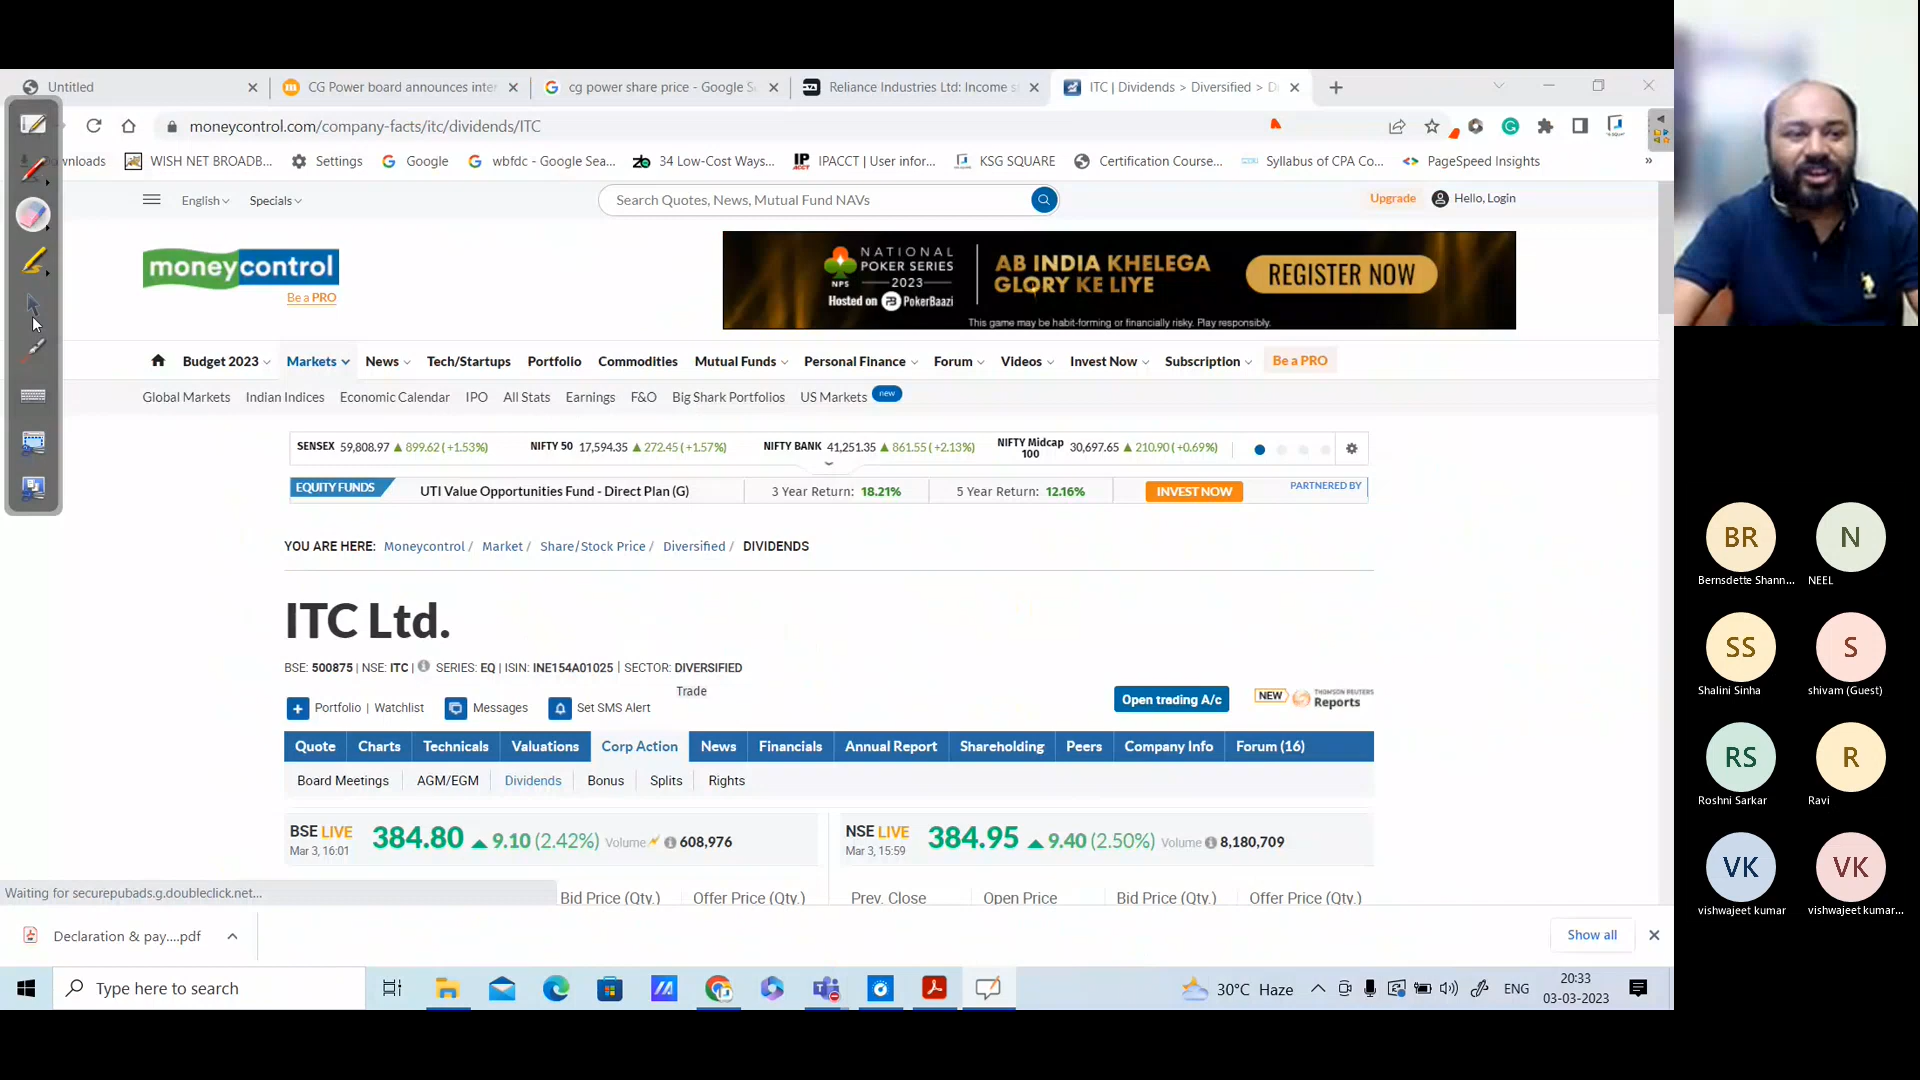 Untitled
CG Power board announces inter
cg power share price - Google S
Reliance Industries Ltd: Income s
ITC | Dividends > Diversified > D
moneycontrol.com/company-facts/itc/dividends/ITC
wnloads
WISH NET BROADB...
Settings
Google
wbfdc - Google Sea...
34 Low-Cost Ways...
IPACCT | User infor...
KSG SQUARE
Certification Course...
Syllabus of CPA Co...
PageSpeed Insights
English
Specials
Search Quotes, News, Mutual Fund NAVs
Upgrade
Hello, Login
moneycontrol
Be a PRO
NATIONAL
POKER SERIES
2023
NPS
Hosted on PokerBaazi
AB INDIA KHELEGA
GLORY KE LIYE
REGISTER NOW
This game may be habit-forming or financially risky. Play responsibly.
Budget 2023 Markets News Tech/Startups Portfolio Commodities Mutual Funds Personal Finance Forum Videos Invest Now Subscription Be a PRO
Global Markets Indian Indices Economic Calendar IPO All Stats Earnings F&O Big Shark Portfolios US Markets new
SENSEX 59,808.97 ▲ 899.62 (+1.53%) NIFTY 50 17,594.35 ▲ 272.45 (+1.57%) NIFTY BANK 41,251.35 ▲ 861.55 (+2.13%) NIFTY Midcap 100 30,697.65 ▲ 210.90 (+0.69%)
EQUITY FUNDS UTI Value Opportunities Fund - Direct Plan (G) 3 Year Return: 18.21% 5 Year Return: 12.16% INVEST NOW PARTNERED BY
YOU ARE HERE: Moneycontrol / Market / Share/Stock Price / Diversified / DIVIDENDS
ITC Ltd.
BSE: 500875 | NSE: ITC | SERIES: EQ | ISIN: INE154A01025 | SECTOR: DIVERSIFIED
Trade
Portfolio | Watchlist Messages Set SMS Alert
Open trading A/c
NEW THOMSON REUTERS
Reports
Quote Charts Technicals Valuations Corp Action News Financials Annual Report Shareholding Peers Company Info Forum (16)
Board Meetings AGM/EGM Dividends Bonus Splits Rights
BSE LIVE 384.80 ▲ 9.10 (2.42%) Volume 608,976
Mar 3, 16:01
NSE LIVE 384.95 ▲ 9.40 (2.50%) Volume 8,180,709
Mar 3, 15:59
Bid Price (Qty.) Offer Price (Qty.) Prev. Close Open Price Bid Price (Qty.) Offer Price (Qty.)
Waiting for securepubads.g.doubleclick.net...
Declaration & pay....pdf
Show all
Type here to search
30°C Haze
ENG
20:33
03-03-2023
BR
Bernsdette Shann...
N
NEEL
SS
Shalini Sinha
S
shivam (Guest)
RS
Roshni Sarkar
R
Ravi
VK
vishwajeet kumar
VK
vishwajeet kumar...